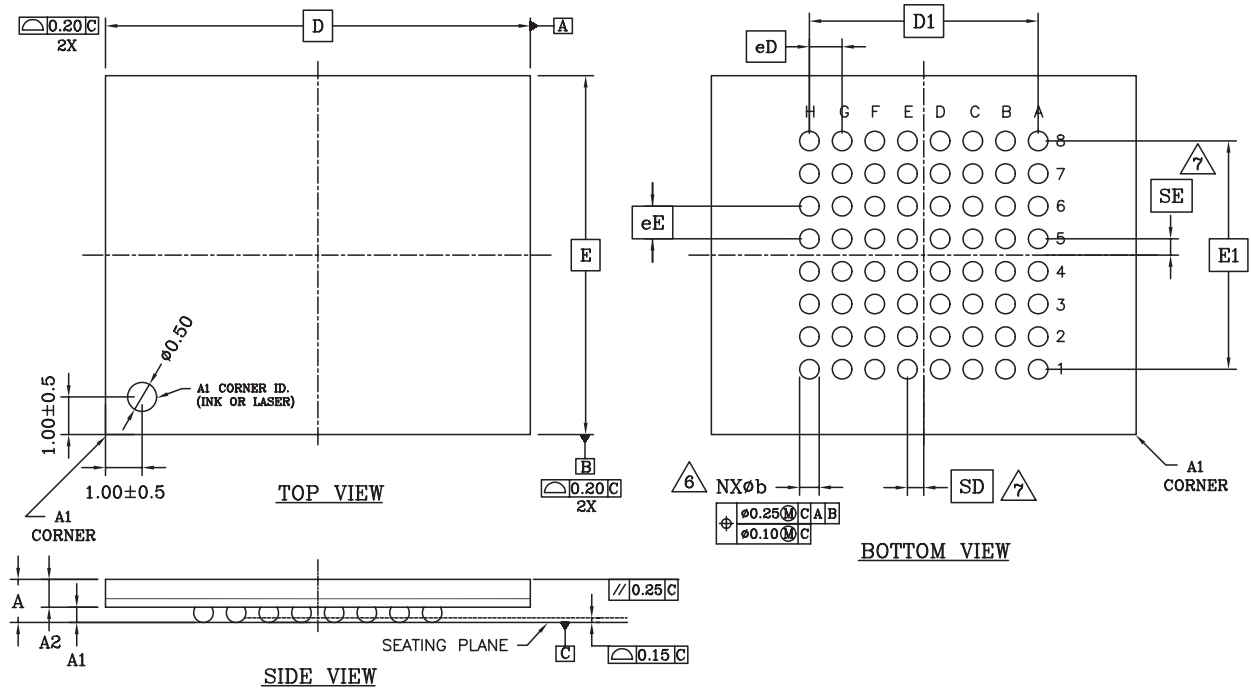 ⌓ 0.20 C
2X
D
A
E
B
⌓ 0.20 C
2X
ø0.50
A1 CORNER ID.
(INK OR LASER)
1.00±0.5
1.00±0.5
A1
CORNER
TOP VIEW
D1
eD
H G F E D C B A
8
7
6
5
4
3
2
1
7
SE
E1
eE
6 NXøb
SD 7
A1
CORNER
⌖ ø0.25Ⓜ C A B
ø0.10Ⓜ C
BOTTOM VIEW
A
A2
A1
// 0.25 C
SEATING PLANE
C
⌓ 0.15 C
SIDE VIEW